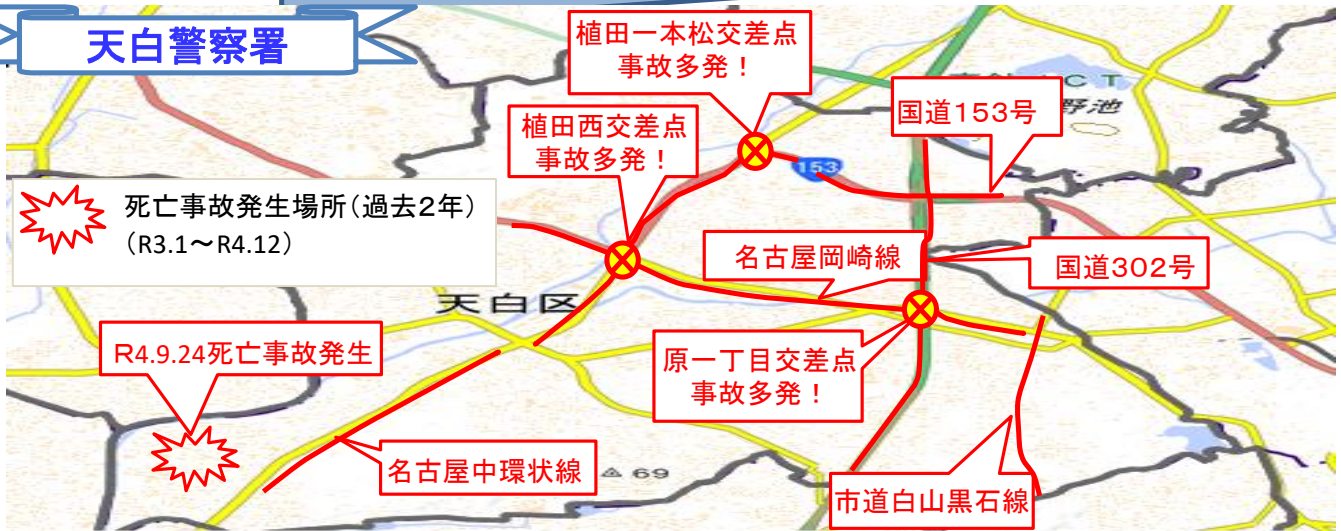 天白警察署
植田一本松交差点
事故多発！
植田西交差点
事故多発！
国道153号
CT
野池
153
死亡事故発生場所（過去2年）
（R3.1～R4.12）
名古屋岡崎線
国道302号
天白区
R4.9.24死亡事故発生
原一丁目交差点
事故多発！
名古屋中環状線
69
市道白山黒石線